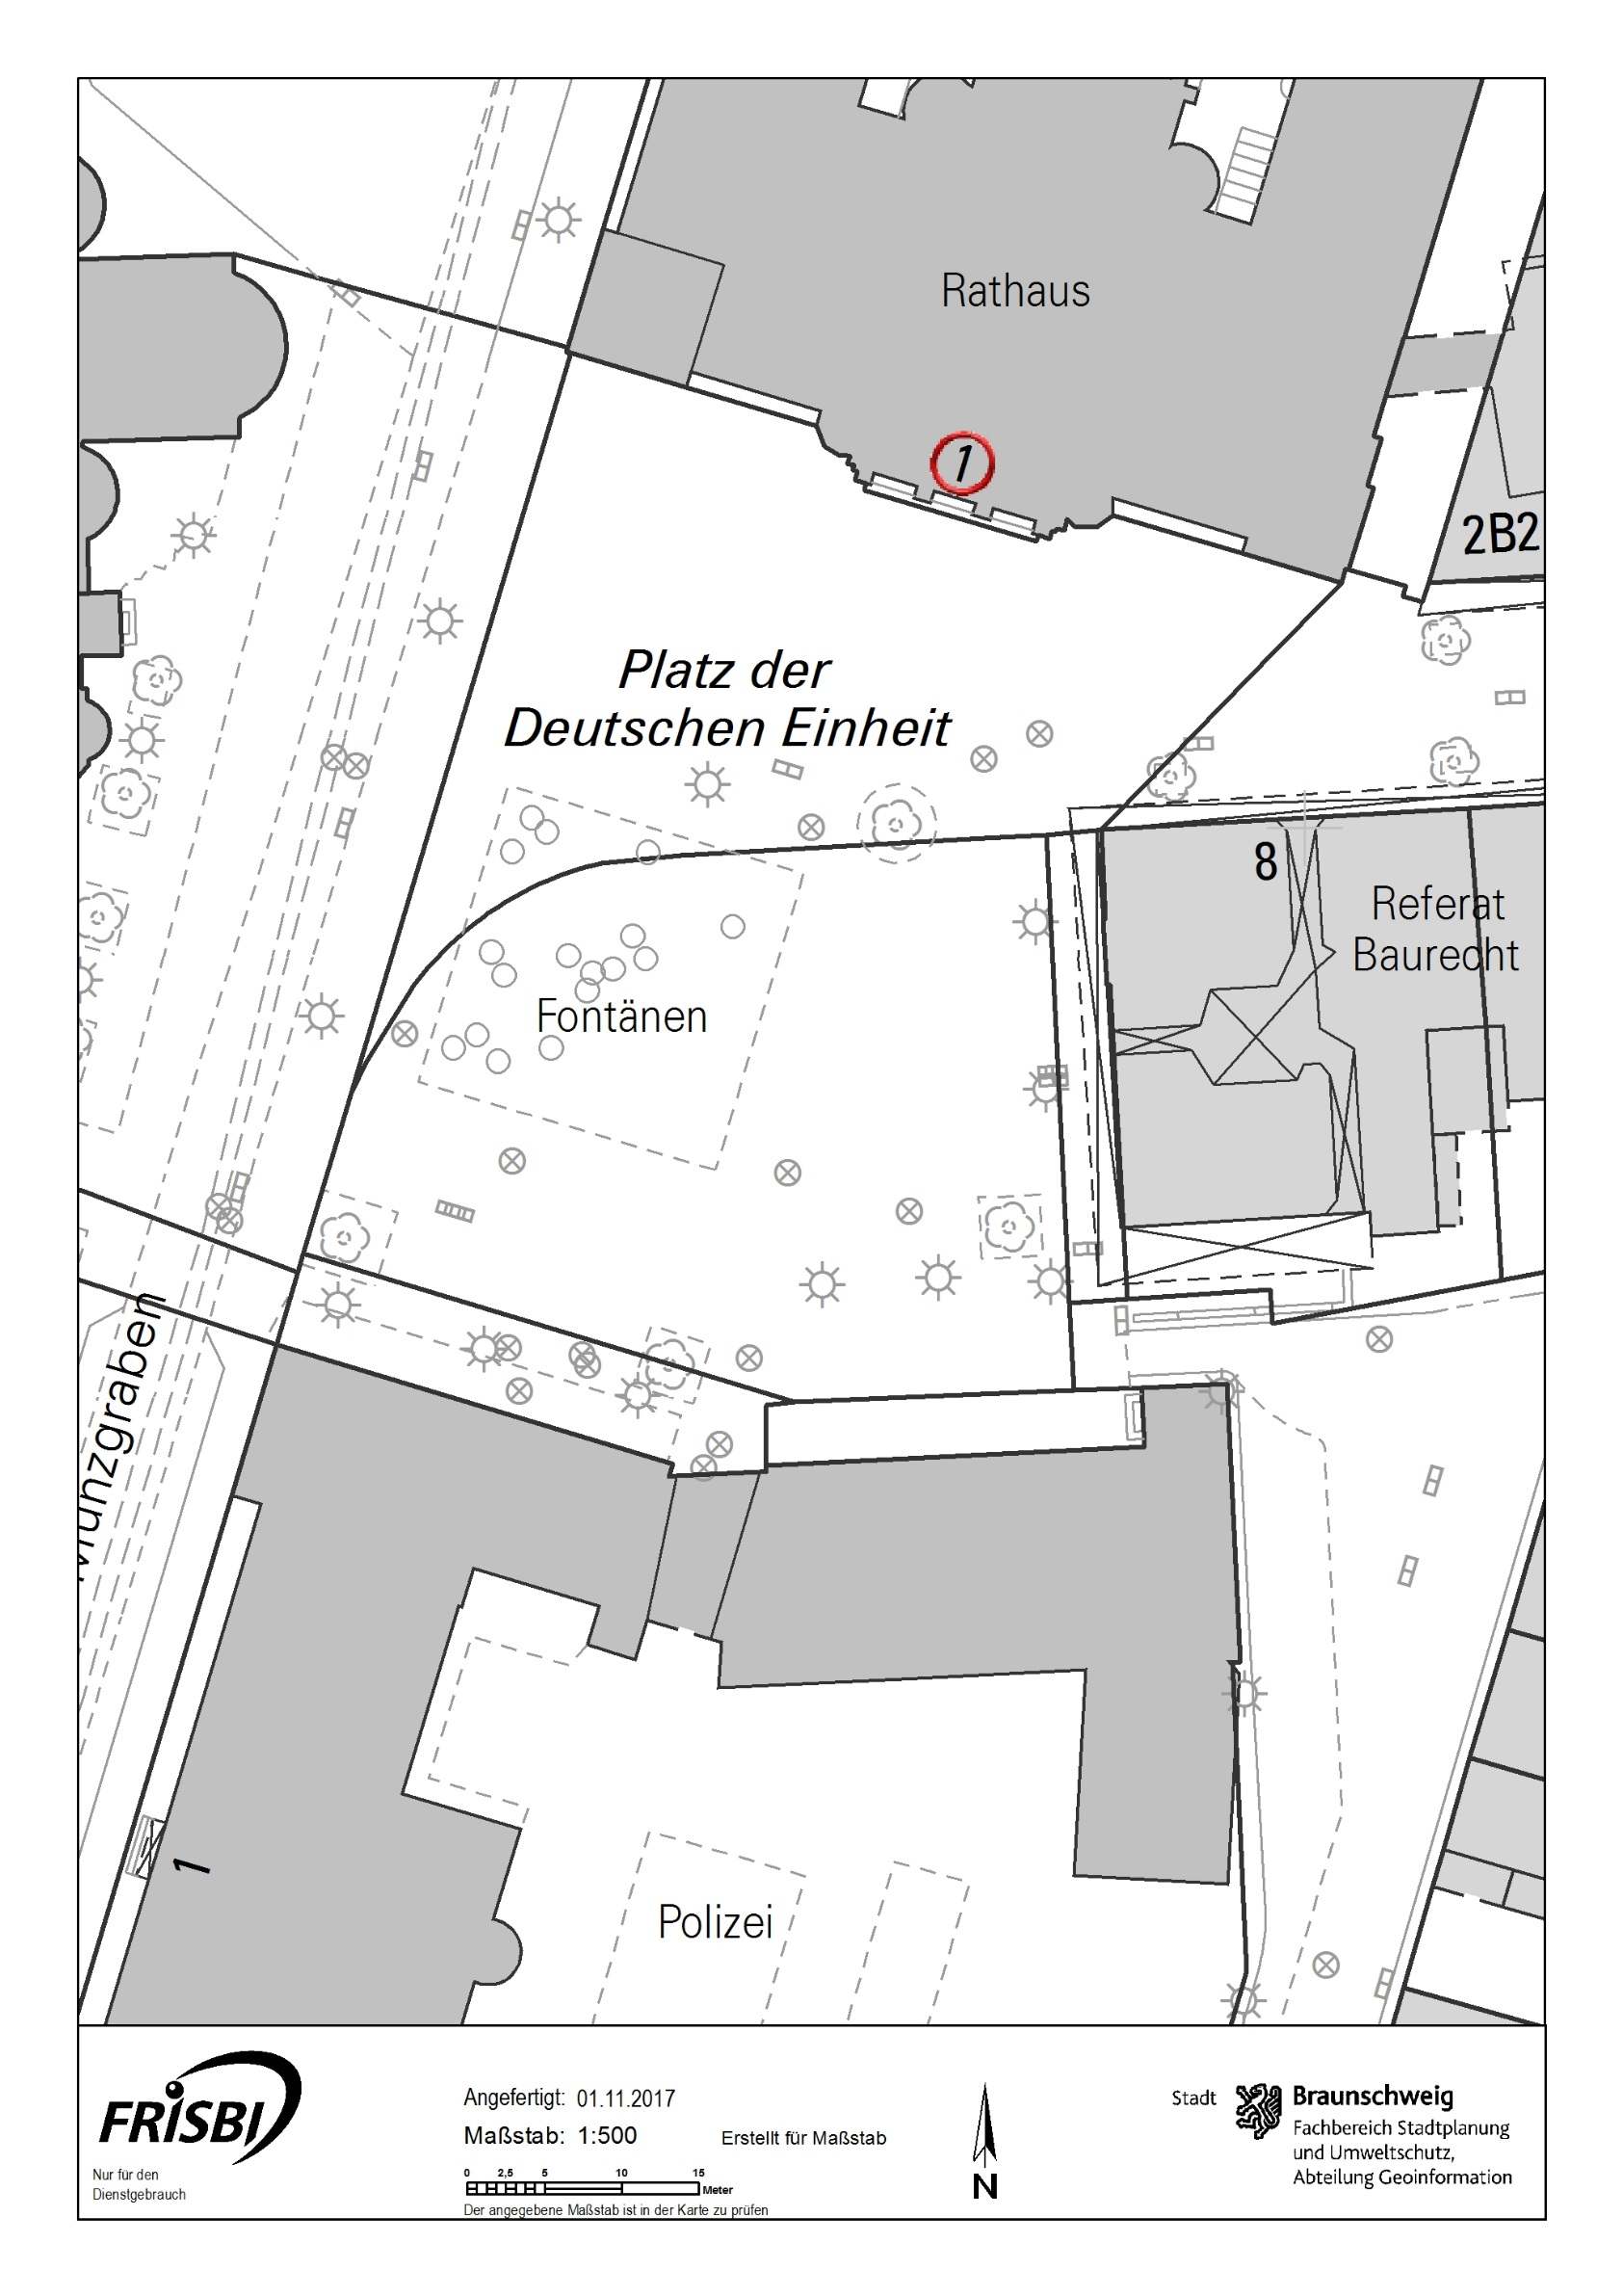 Rathaus
1
2B2
Platz der
Deutschen Einheit
8
Referat
Baurecht
Fontänen
Münzgraben
1
Polizei
FRISBI
Nur für den
Dienstgebrauch
Angefertigt: 01.11.2017
Maßstab: 1:500
Erstellt für Maßstab
0 2,5 5 10 15
Meter
Der angegebene Maßstab ist in der Karte zu prüfen
N
Stadt
Braunschweig
Fachbereich Stadtplanung
und Umweltschutz,
Abteilung Geoinformation